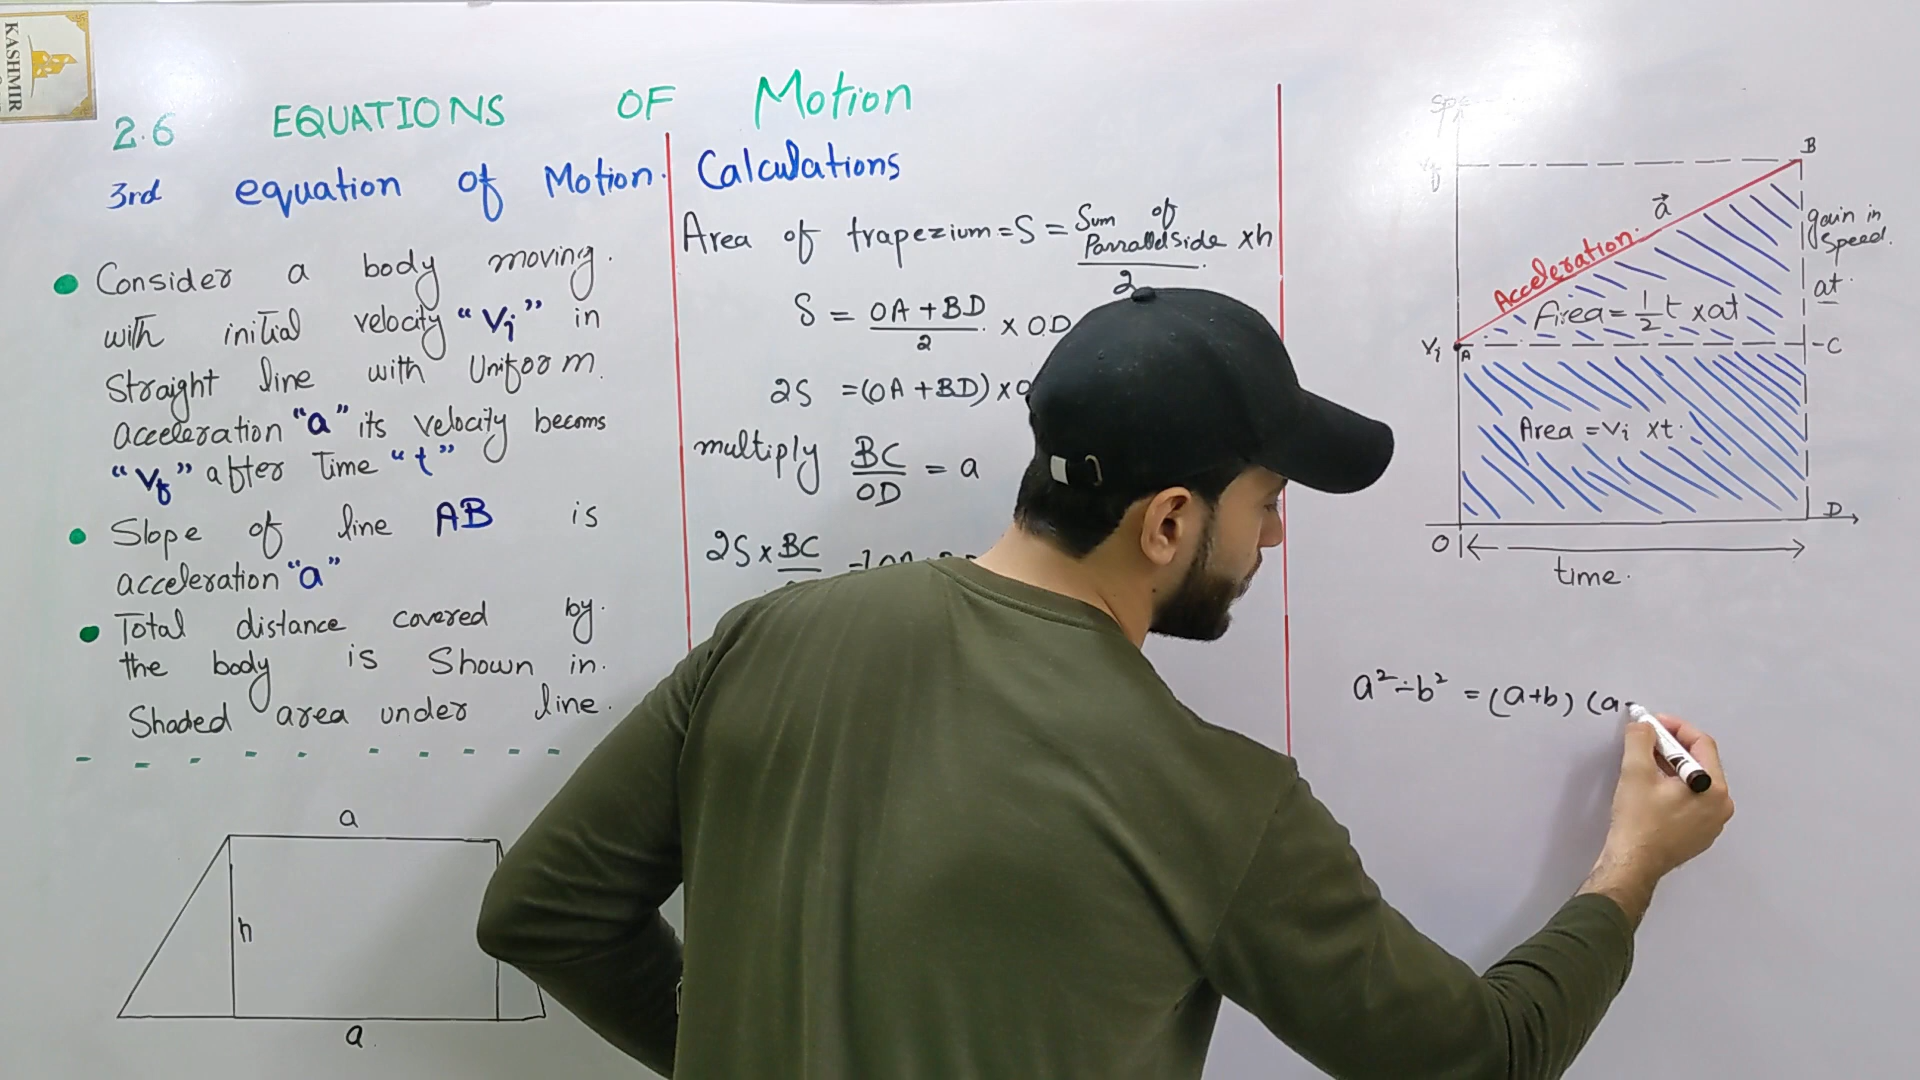 KASHMIR
2.6 EQUATIONS OF Motion
3rd equation of Motion.
Consider a body moving.
with initial velocity "Vi" in
straight line with Uniform.
acceleration "a" its velocity becoms
"Vf" after time "t"
Slope of line AB is
acceleration "a"
Total distance covered by.
the body is Shown in.
Shaded area under line.
a
h
a
Calculations
Area of trapezium = S = Sum of Parralel side × h
2
S = OA + BD × OD
2
2S = (OA + BD) ×
multiply BC = a
OD
2S × BC =
Vf
B
a
Acceleration.
gain in
Speed.
at.
Area = 1/2 t × at
Vi A
- C
Area = Vi × t.
O
D
time.
a² - b² = (a+b) (a-